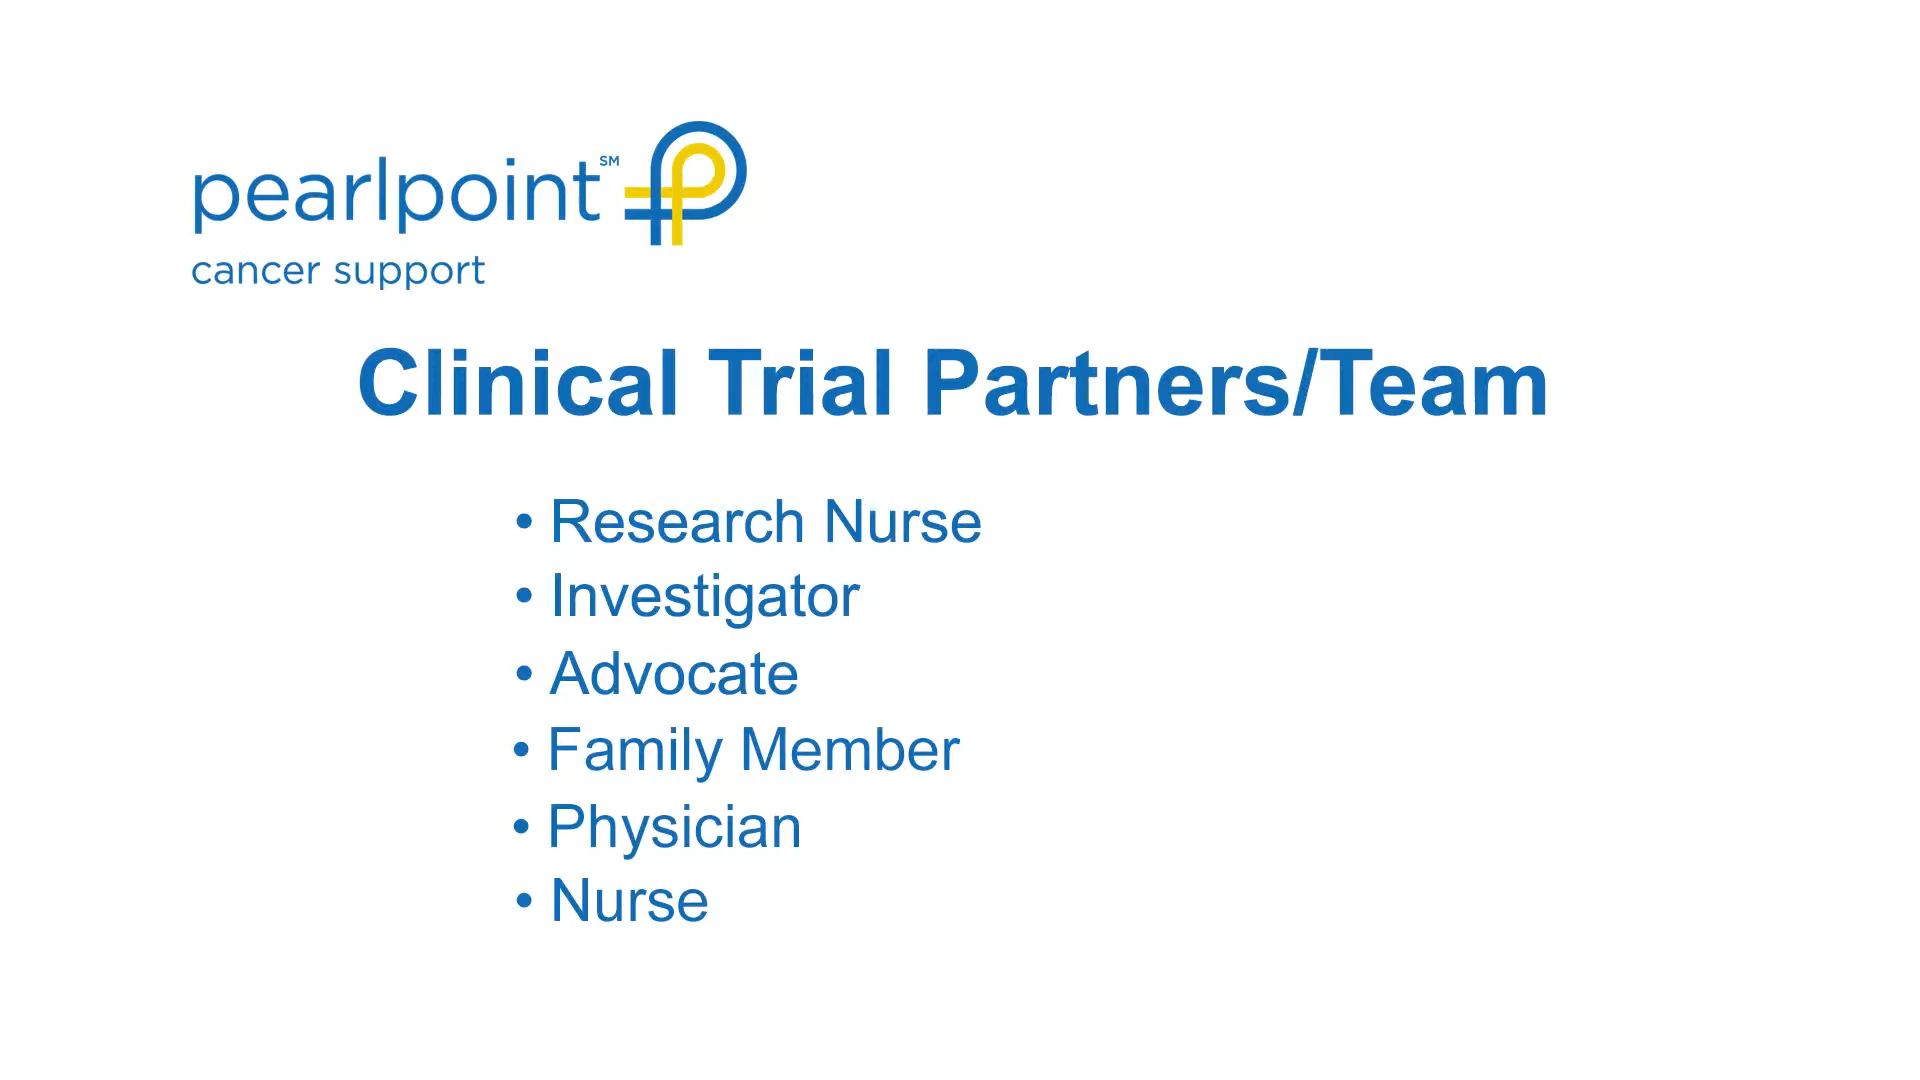 pearlpoint℠
cancer support
Clinical Trial Partners/Team
• Research Nurse
• Investigator
• Advocate
• Family Member
• Physician
• Nurse